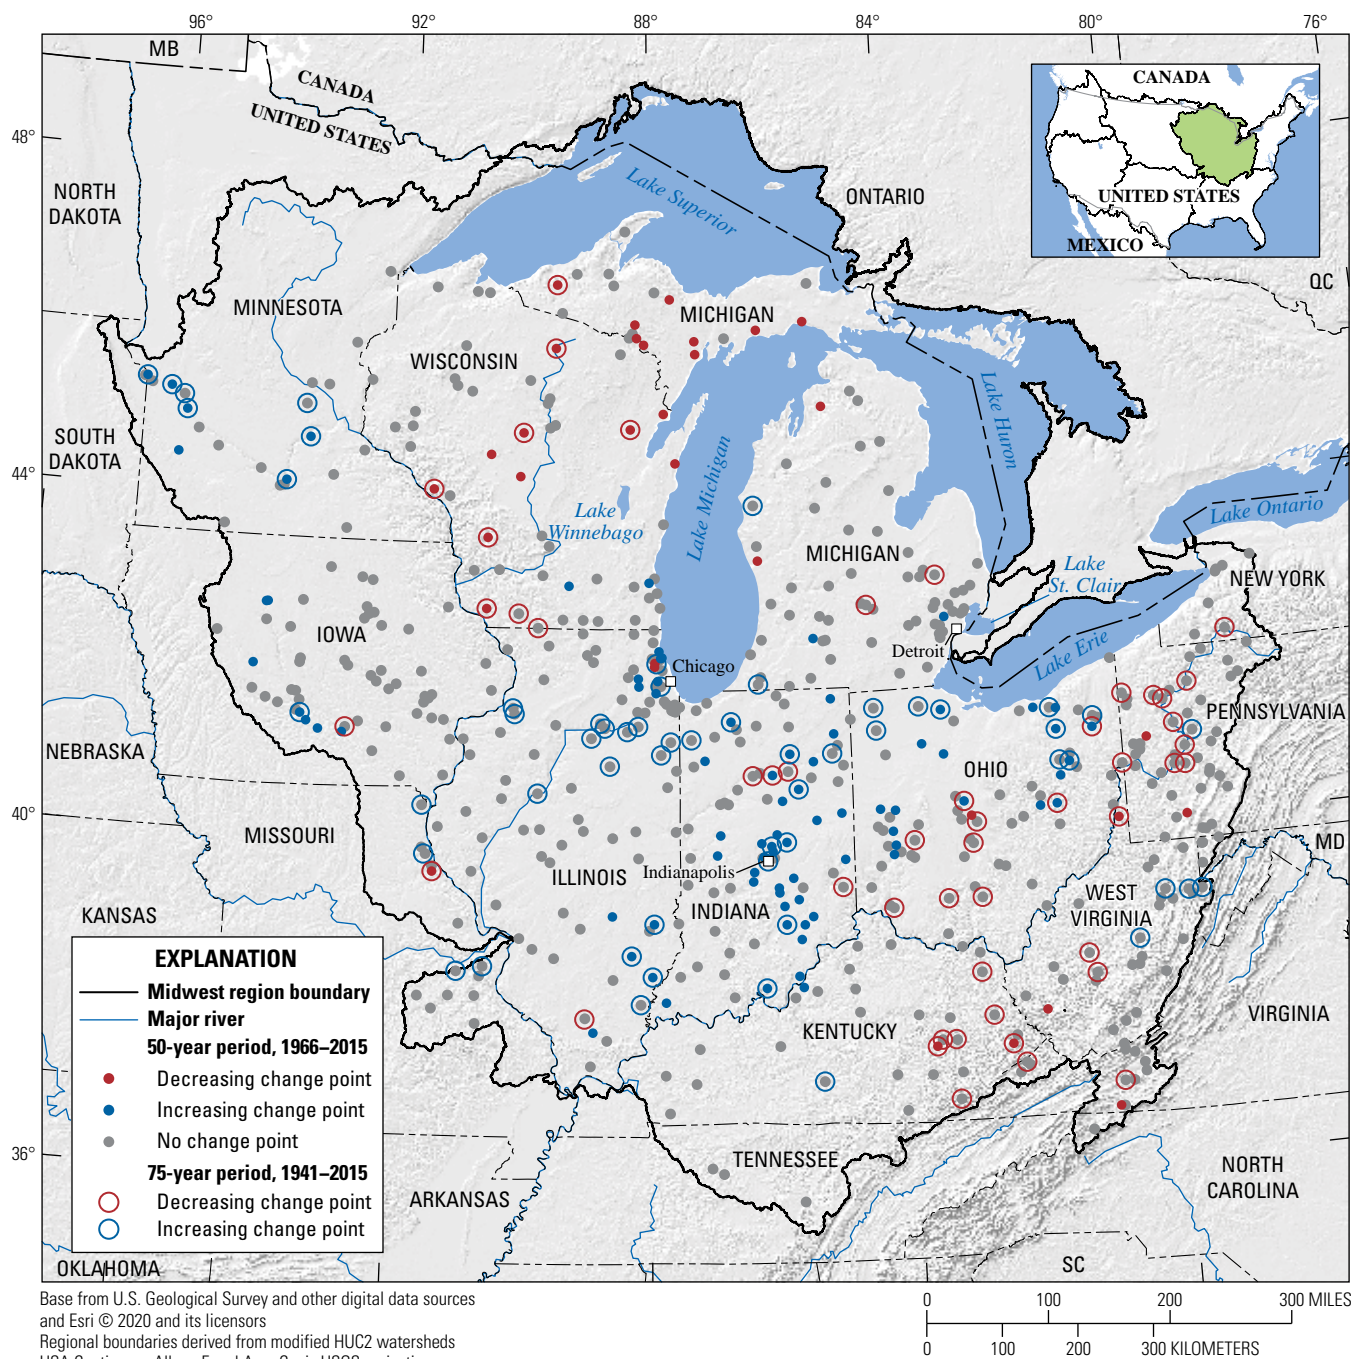 96°
92°
88°
84°
80°
76°
MB
CANADA
UNITED STATES
48°
44°
40°
36°
NORTH
DAKOTA
MINNESOTA
SOUTH
DAKOTA
WISCONSIN
MICHIGAN
ONTARIO
QC
Lake Superior
Lake Michigan
Lake Huron
Lake
Winnebago
MICHIGAN
Lake
St. Clair
Lake Ontario
Lake Erie
Detroit
NEW YORK
IOWA
Chicago
PENNSYLVANIA
NEBRASKA
OHIO
MISSOURI
ILLINOIS
Indianapolis
INDIANA
WEST
VIRGINIA
MD
KANSAS
KENTUCKY
VIRGINIA
TENNESSEE
NORTH
CAROLINA
ARKANSAS
OKLAHOMA
SC
CANADA
UNITED STATES
MEXICO
EXPLANATION
Midwest region boundary
Major river
50-year period, 1966–2015
Decreasing change point
Increasing change point
No change point
75-year period, 1941–2015
Decreasing change point
Increasing change point
Base from U.S. Geological Survey and other digital data sources
and Esri © 2020 and its licensors
Regional boundaries derived from modified HUC2 watersheds
0 100 200 300 MILES
0 100 200 300 KILOMETERS